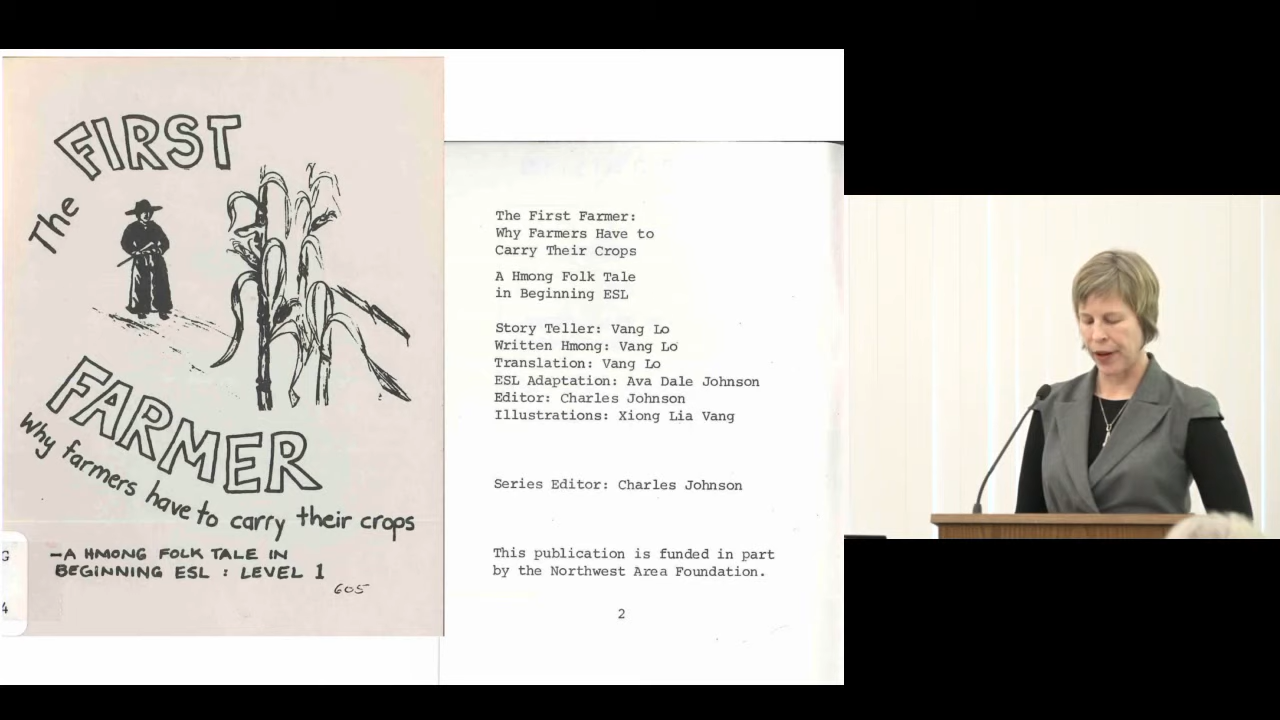 The FIRST
FARMER
Why farmers have to carry their crops
-A HMONG FOLK TALE IN
BEGINNING ESL : LEVEL 1
605
G
4
The First Farmer:
Why Farmers Have to
Carry Their Crops
A Hmong Folk Tale
in Beginning ESL
Story Teller: Vang Lo
Written Hmong: Vang Lo
Translation: Vang Lo
ESL Adaptation: Ava Dale Johnson
Editor: Charles Johnson
Illustrations: Xiong Lia Vang
Series Editor: Charles Johnson
This publication is funded in part
by the Northwest Area Foundation.
2